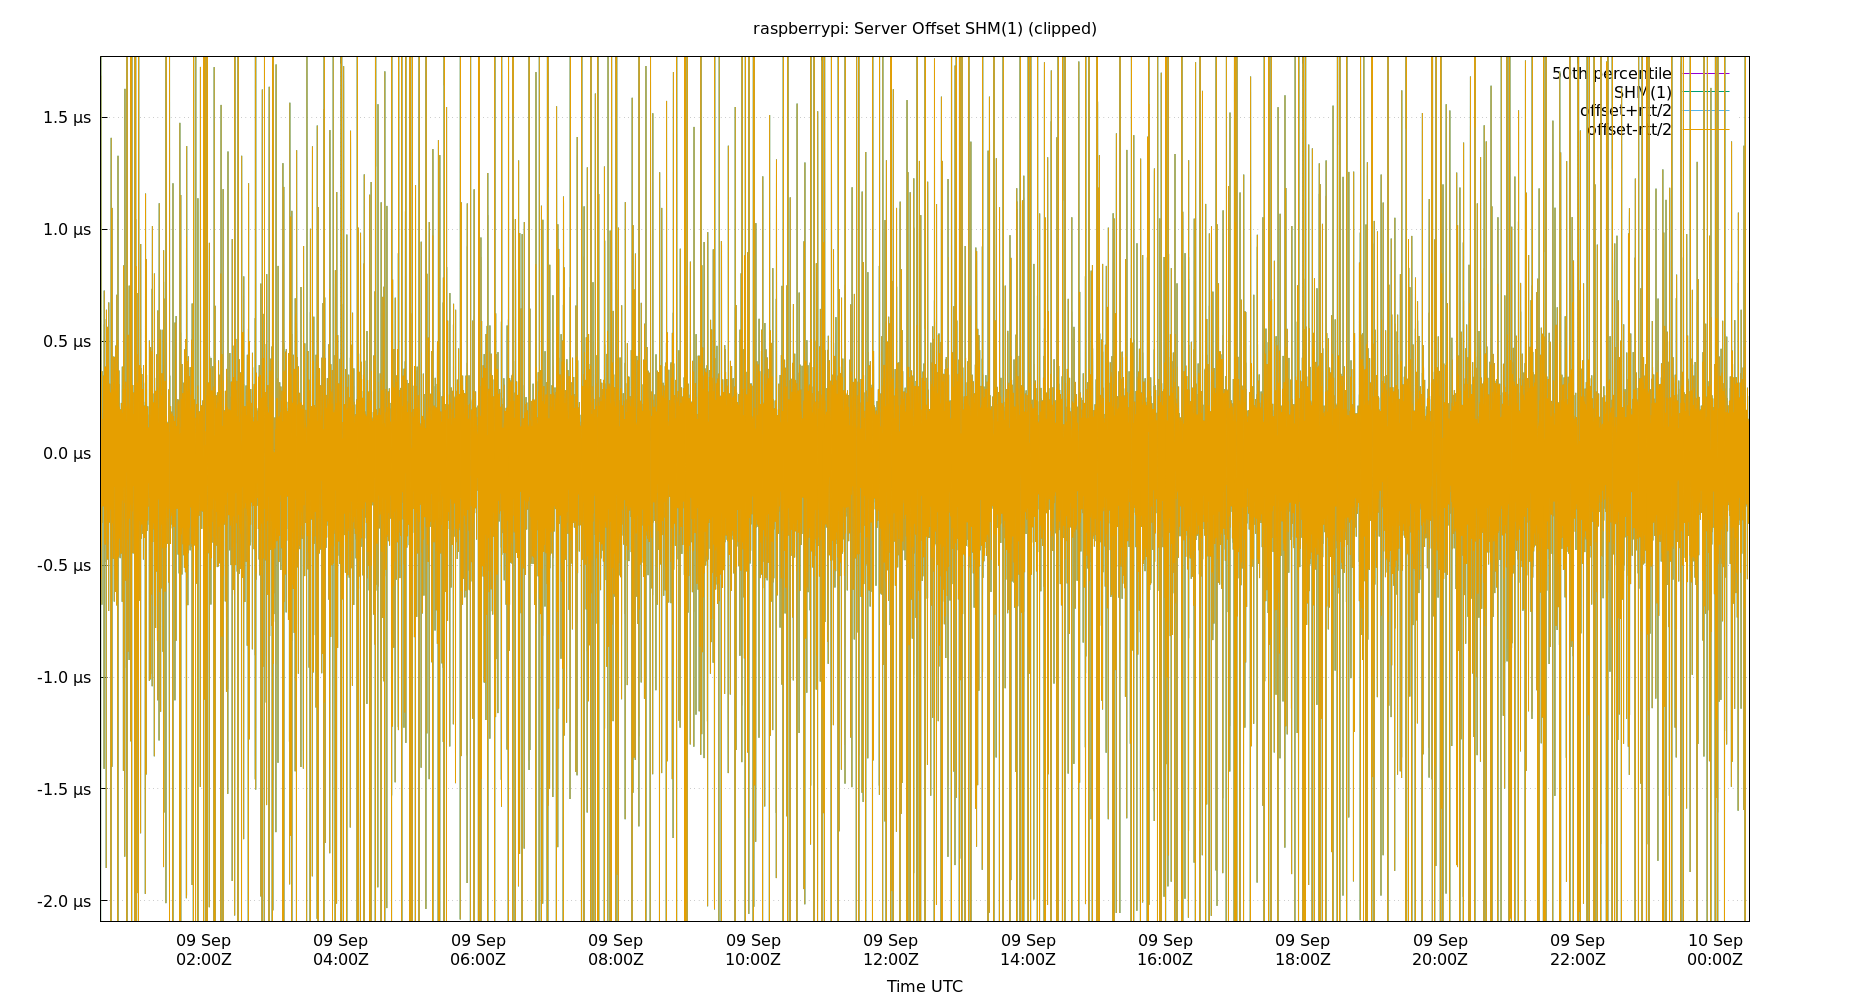 raspberrypi: Server Offset SHM(1) (clipped)
50th percentile
SHM(1)
offset+rtt/2
offset-rtt/2
1.5 µs
1.0 µs
0.5 µs
0.0 µs
-0.5 µs
-1.0 µs
-1.5 µs
-2.0 µs
09 Sep 09 Sep 09 Sep 09 Sep 09 Sep 09 Sep 09 Sep 09 Sep 09 Sep 09 Sep 09 Sep 10 Sep
02:00Z 04:00Z 06:00Z 08:00Z 10:00Z 12:00Z 14:00Z 16:00Z 18:00Z 20:00Z 22:00Z 00:00Z
Time UTC